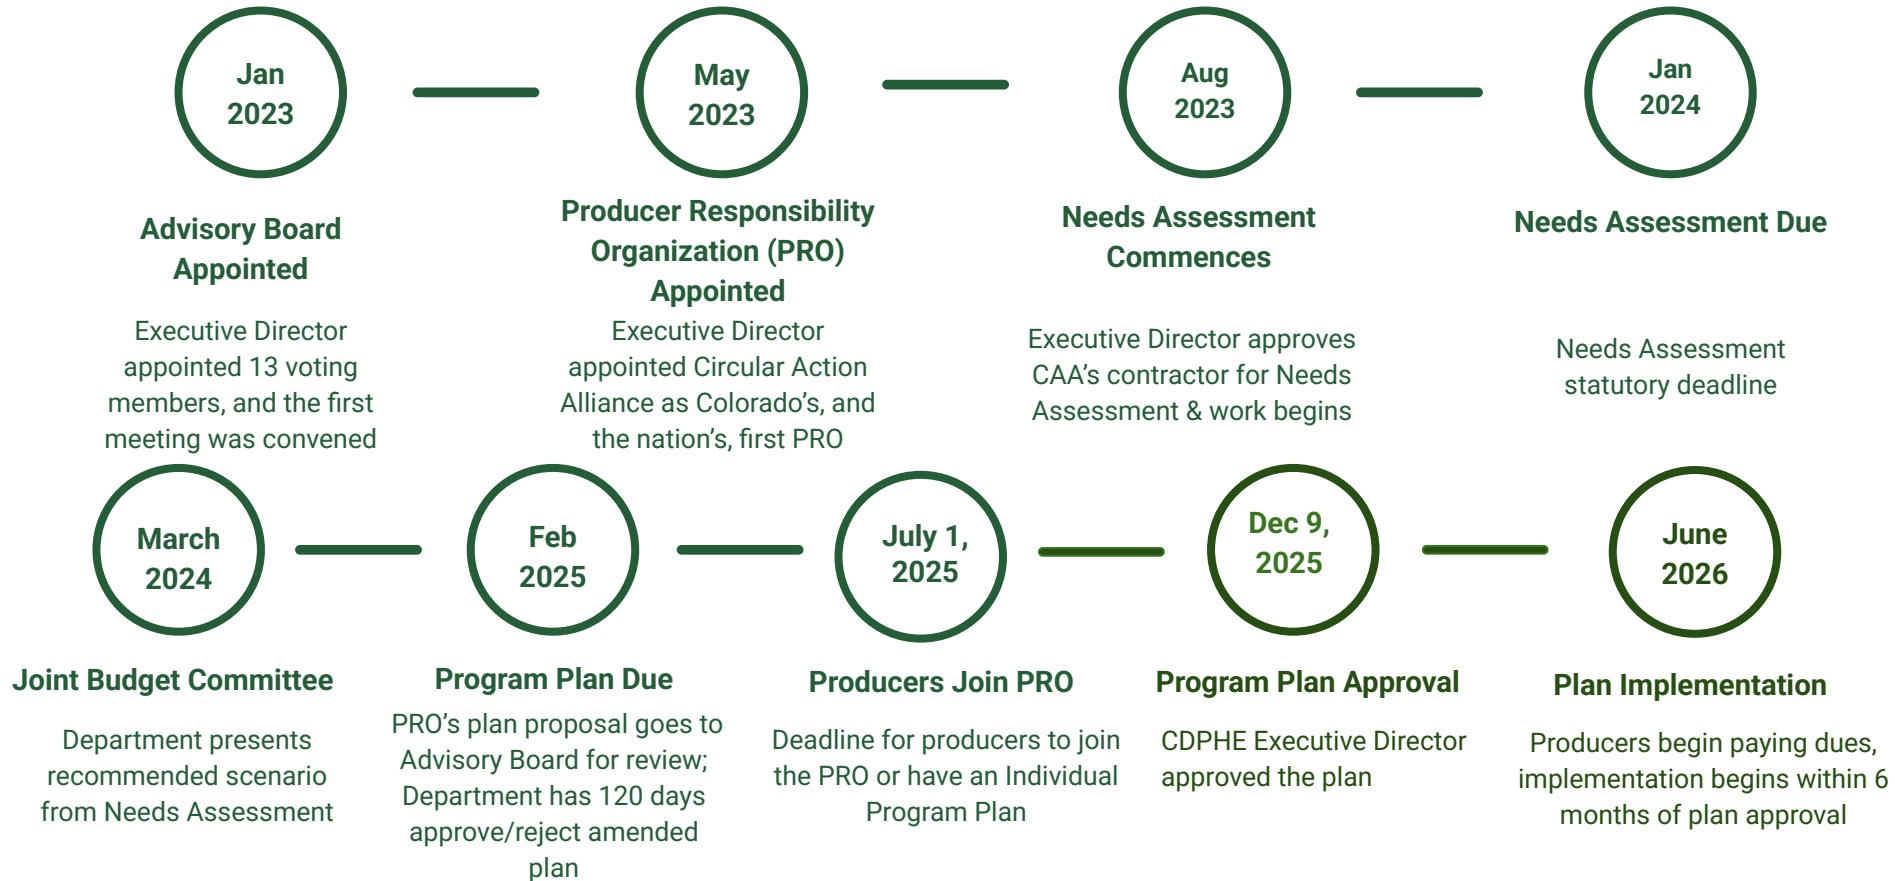 Jan
2023
May
2023
Aug
2023
Jan
2024
Advisory Board
Appointed
Executive Director
appointed 13 voting
members, and the first
meeting was convened
Producer Responsibility
Organization (PRO)
Appointed
Executive Director
appointed Circular Action
Alliance as Colorado’s, and
the nation’s, first PRO
Needs Assessment
Commences
Executive Director approves
CAA’s contractor for Needs
Assessment & work begins
Needs Assessment Due
Needs Assessment
statutory deadline
March
2024
Feb
2025
July 1,
2025
Dec 9,
2025
June
2026
Joint Budget Committee
Department presents
recommended scenario
from Needs Assessment
Program Plan Due
PRO’s plan proposal goes to
Advisory Board for review;
Department has 120 days
approve/reject amended
plan
Producers Join PRO
Deadline for producers to join
the PRO or have an Individual
Program Plan
Program Plan Approval
CDPHE Executive Director
approved the plan
Plan Implementation
Producers begin paying dues,
implementation begins within 6
months of plan approval